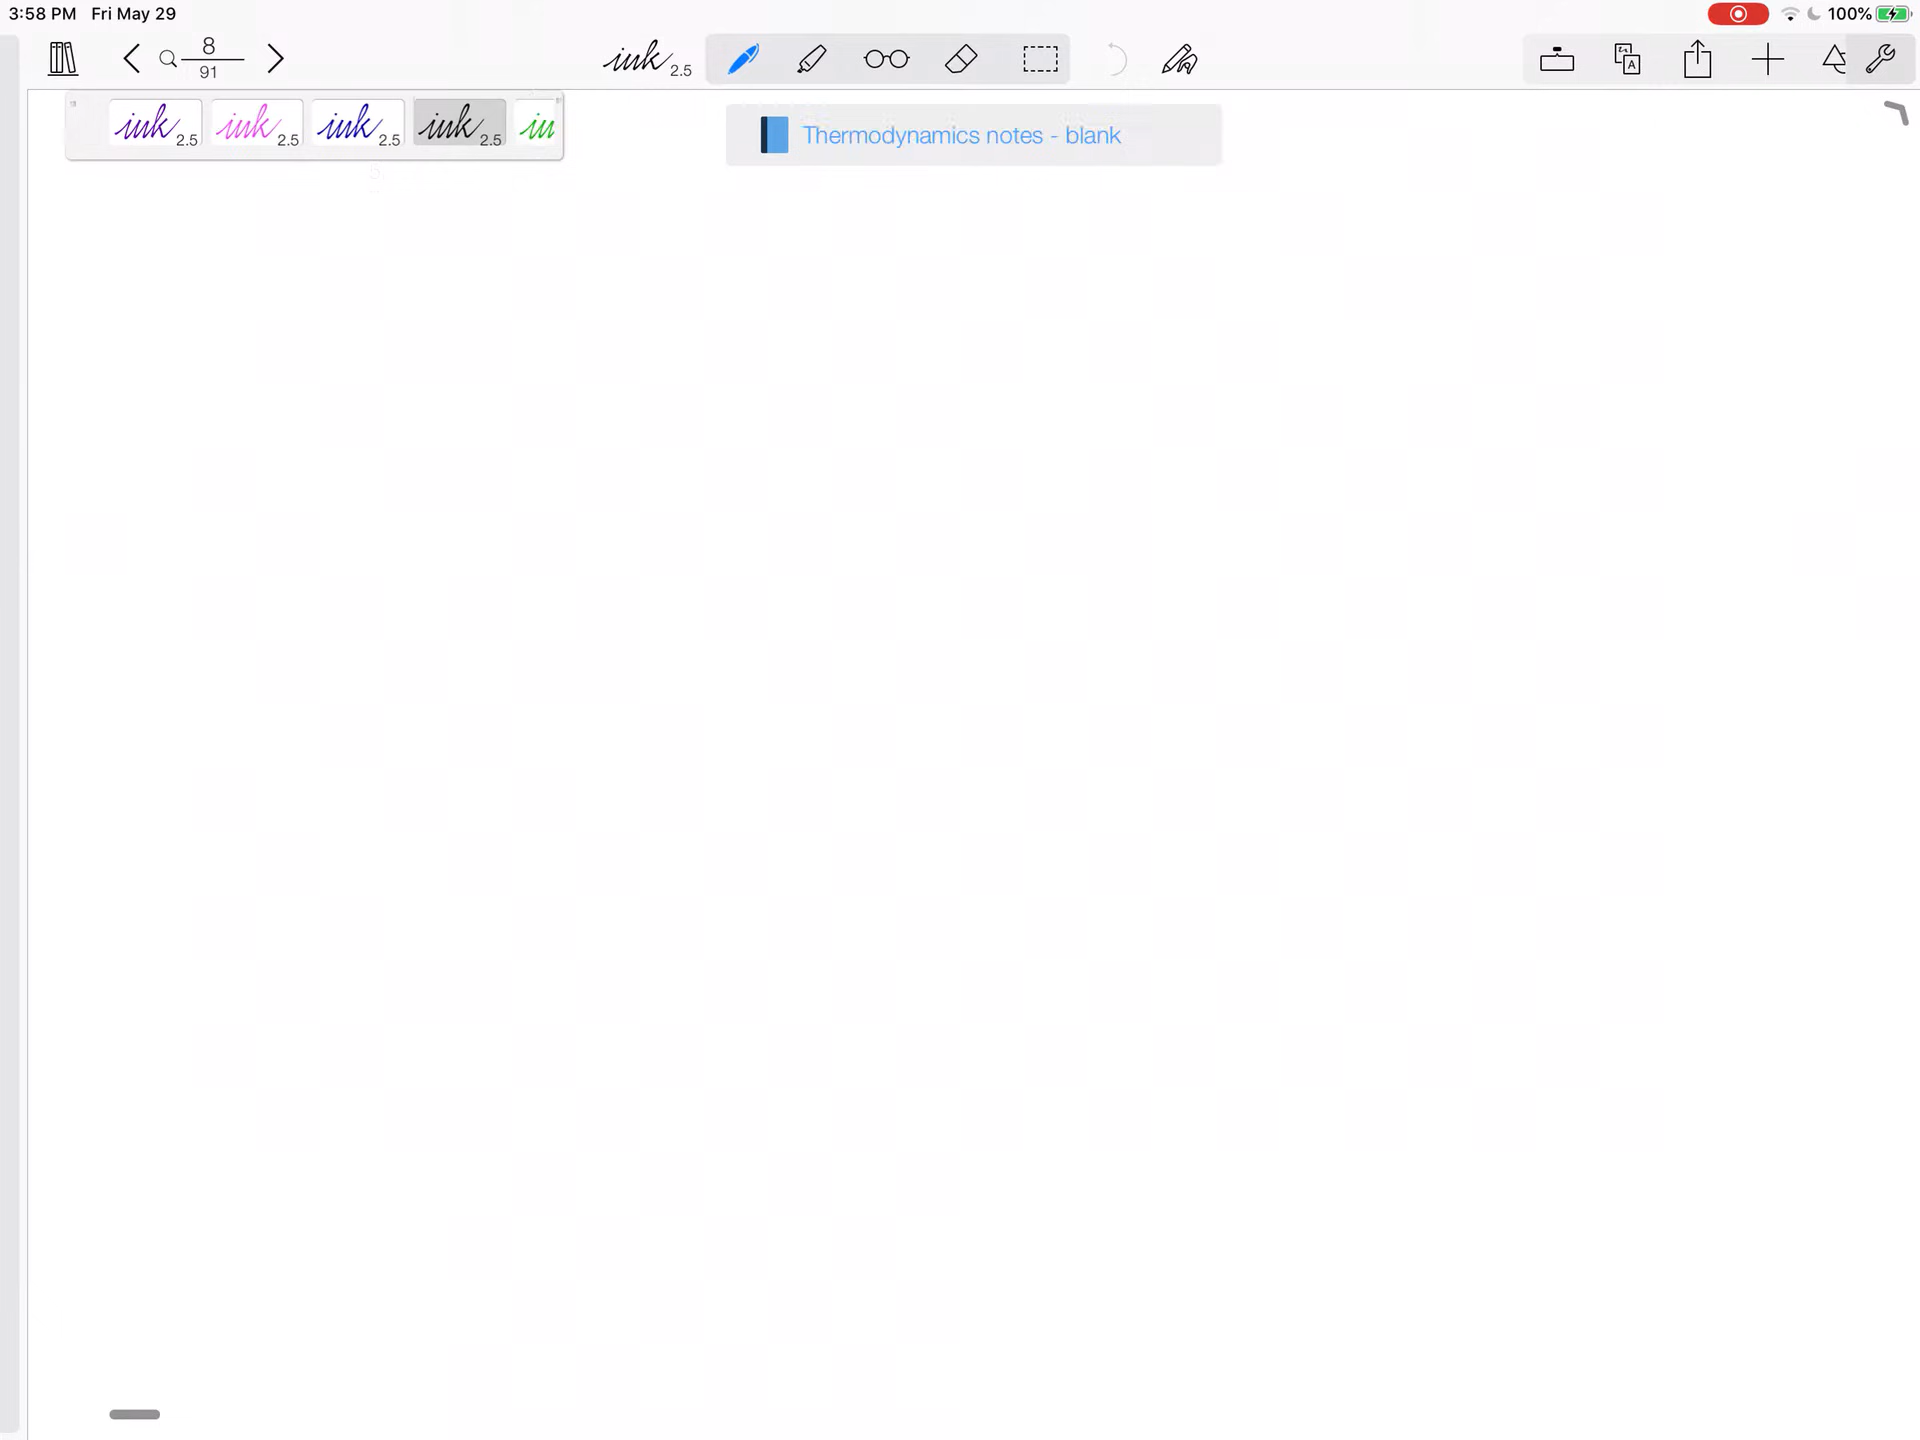 3:58 PM Fri May 29
100%
8
91
ink 2.5
A
ink 2.5
ink 2.5
ink 2.5
ink 2.5
in
Thermodynamics notes - blank